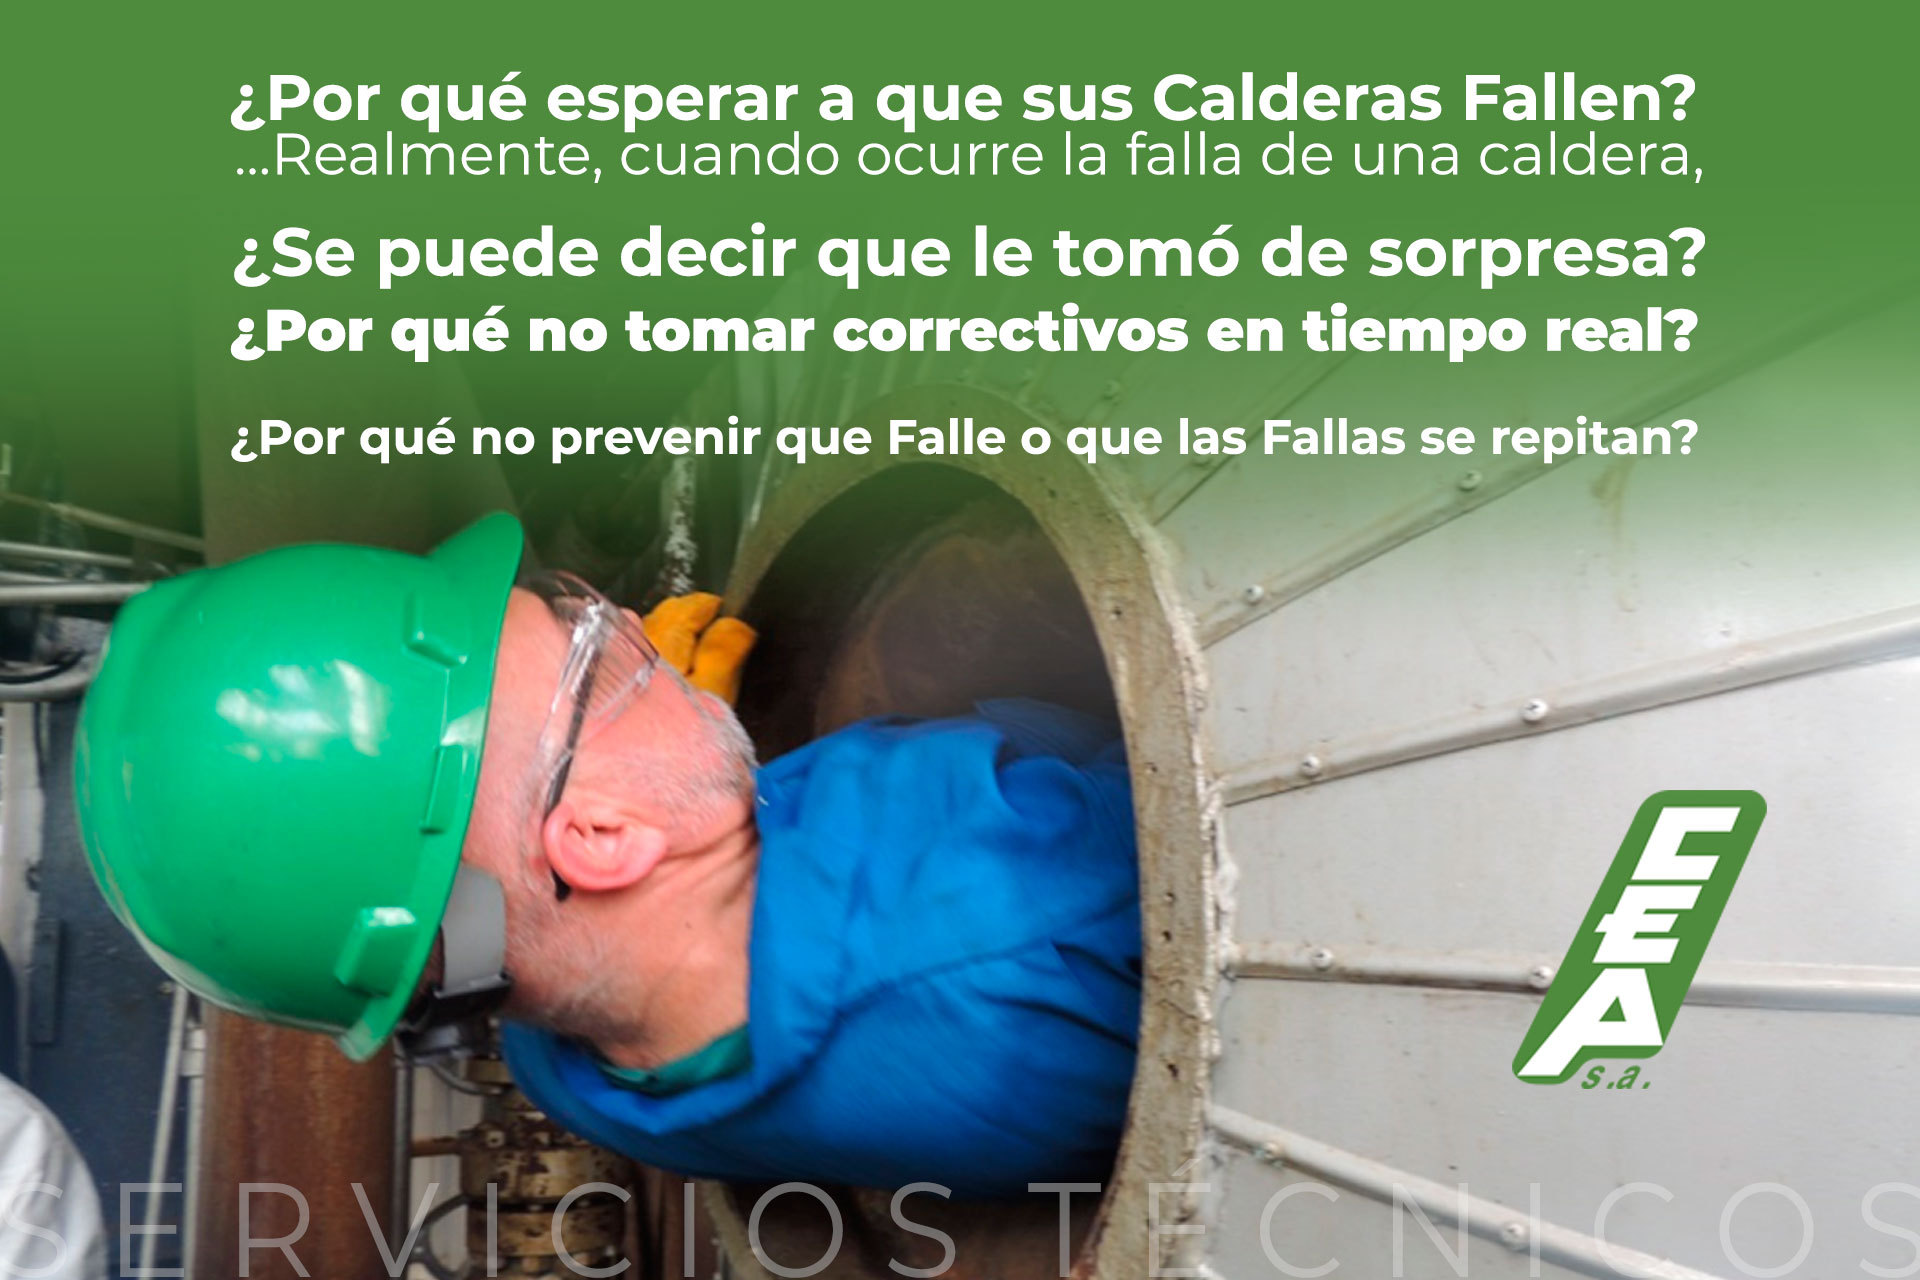 ¿Por qué esperar a que sus Calderas Fallen?
...Realmente, cuando ocurre la falla de una caldera,
¿Se puede decir que le tomó de sorpresa?
¿Por qué no tomar correctivos en tiempo real?
¿Por qué no prevenir que Falle o que las Fallas se repitan?
CEA
s.a.
SERVICIOS TÉCNICOS